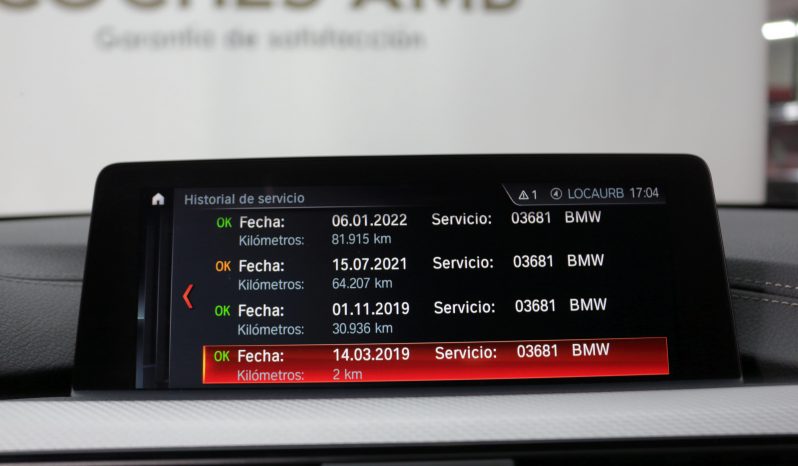 COCHES AMB
Garantía de satisfacción
Historial de servicio 1 LOCAURB 17:04
OK Fecha: 06.01.2022 Servicio: 03681 BMW
Kilómetros: 81.915 km
OK Fecha: 15.07.2021 Servicio: 03681 BMW
Kilómetros: 64.207 km
OK Fecha: 01.11.2019 Servicio: 03681 BMW
Kilómetros: 30.936 km
OK Fecha: 14.03.2019 Servicio: 03681 BMW
Kilómetros: 2 km